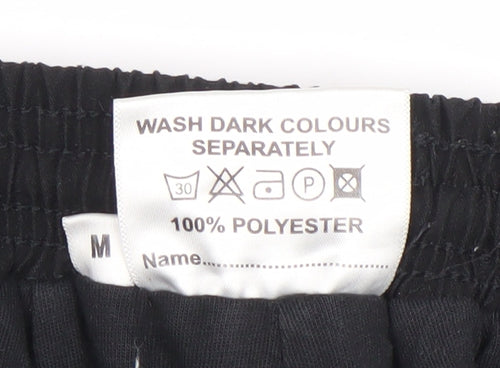 WASH DARK COLOURS
SEPARATELY
30 P
100% POLYESTER
M
Name..............................